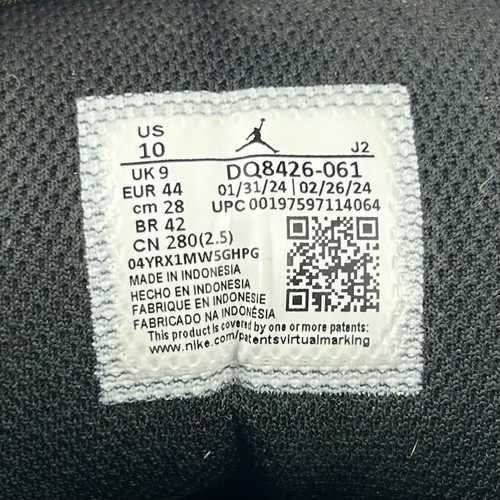 US
10
J2
UK 9
DQ8426-061
EUR 44
01/31/24 | 02/26/24
cm 28
UPC 00197597114064
BR 42
CN 280(2.5)
04YRX1MW5GHPG
MADE IN INDONESIA
HECHO EN INDONESIA
FABRIQUE EN INDONESIE
FABRICADO NA INDONÉSIA
This product is covered by one or more patents:
www.nike.com/patentsvirtualmarking